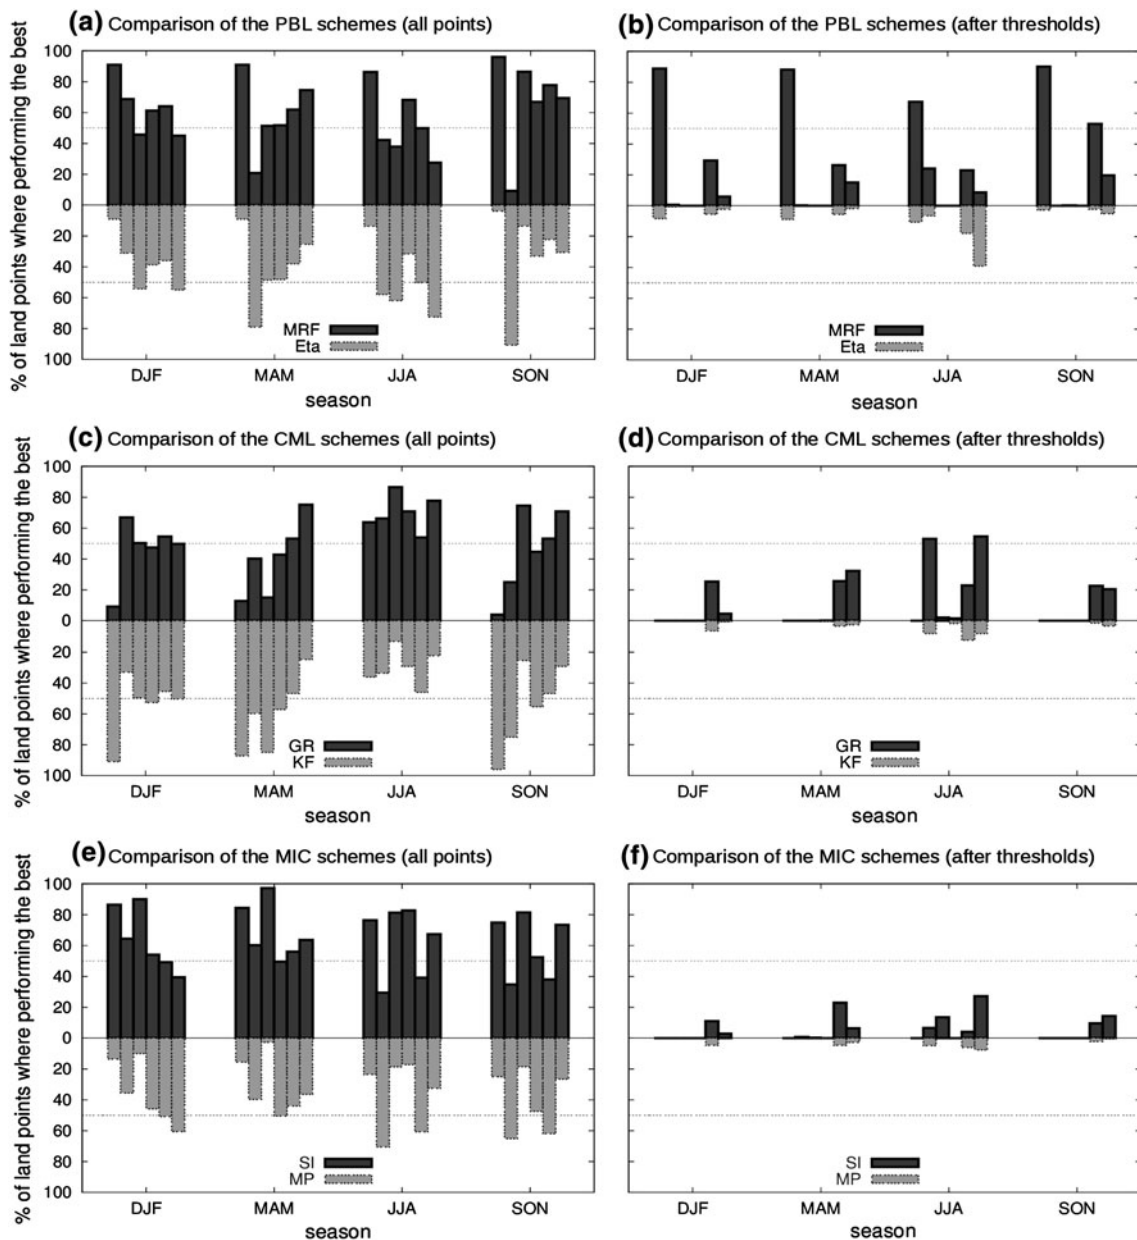 (a) Comparison of the PBL schemes (all points)
% of land points where performing the best
100
80
60
40
20
0
20
40
60
80
100
MRF
Eta
DJF MAM JJA SON
season
(b) Comparison of the PBL schemes (after thresholds)
MRF
Eta
DJF MAM JJA SON
season
(c) Comparison of the CML schemes (all points)
% of land points where performing the best
100
80
60
40
20
0
20
40
60
80
100
GR
KF
DJF MAM JJA SON
season
(d) Comparison of the CML schemes (after thresholds)
GR
KF
DJF MAM JJA SON
season
(e) Comparison of the MIC schemes (all points)
% of land points where performing the best
100
80
60
40
20
0
20
40
60
80
100
SI
MP
DJF MAM JJA SON
season
(f) Comparison of the MIC schemes (after thresholds)
SI
MP
DJF MAM JJA SON
season